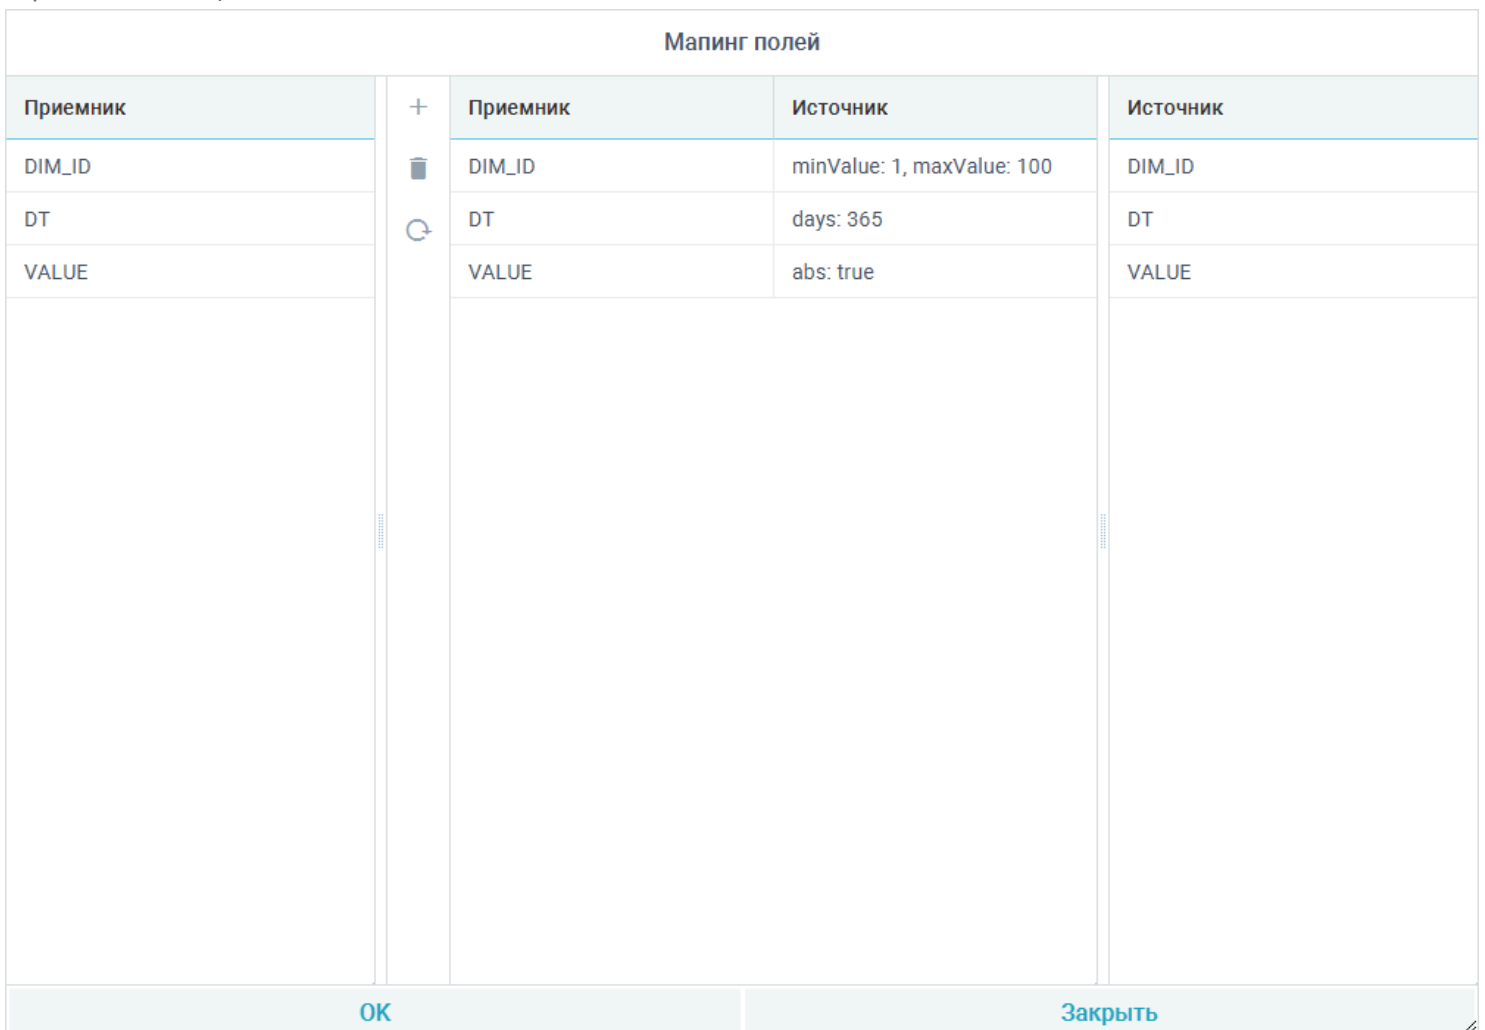 Мапинг полей
Приемник Приемник Источник Источник
DIM_ID DIM_ID minValue: 1, maxValue: 100 DIM_ID
DT DT days: 365 DT
VALUE VALUE abs: true VALUE
OK Закрыть